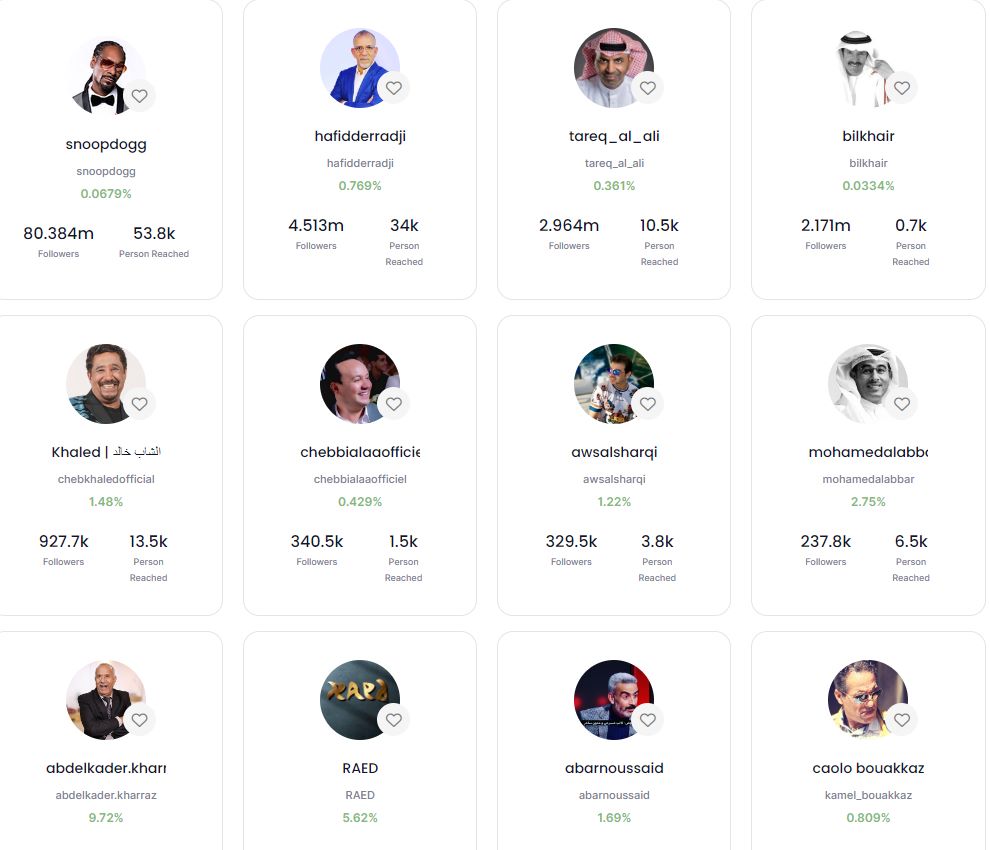 snoopdogg
snoopdogg
0.0679%
80.384m 53.8k
Followers Person Reached
hafidderradji
hafidderradji
0.769%
4.513m 34k
Followers Person
Reached
tareq_al_ali
tareq_al_ali
0.361%
2.964m 10.5k
Followers Person
Reached
bilkhair
bilkhair
0.0334%
2.171m 0.7k
Followers Person
Reached
Khaled | الشاب خالد
chebkhaledofficial
1.48%
927.7k 13.5k
Followers Person
Reached
chebbialaaofficie
chebbialaaofficiel
0.429%
340.5k 1.5k
Followers Person
Reached
awsalsharqi
awsalsharqi
1.22%
329.5k 3.8k
Followers Person
Reached
mohamedalabba
mohamedalabbar
2.75%
237.8k 6.5k
Followers Person
Reached
abdelkader.kharr
abdelkader.kharraz
9.72%
RAED
RAED
RAED
5.62%
abarnoussaid
abarnoussaid
1.69%
caolo bouakkaz
kamel_bouakkaz
0.809%